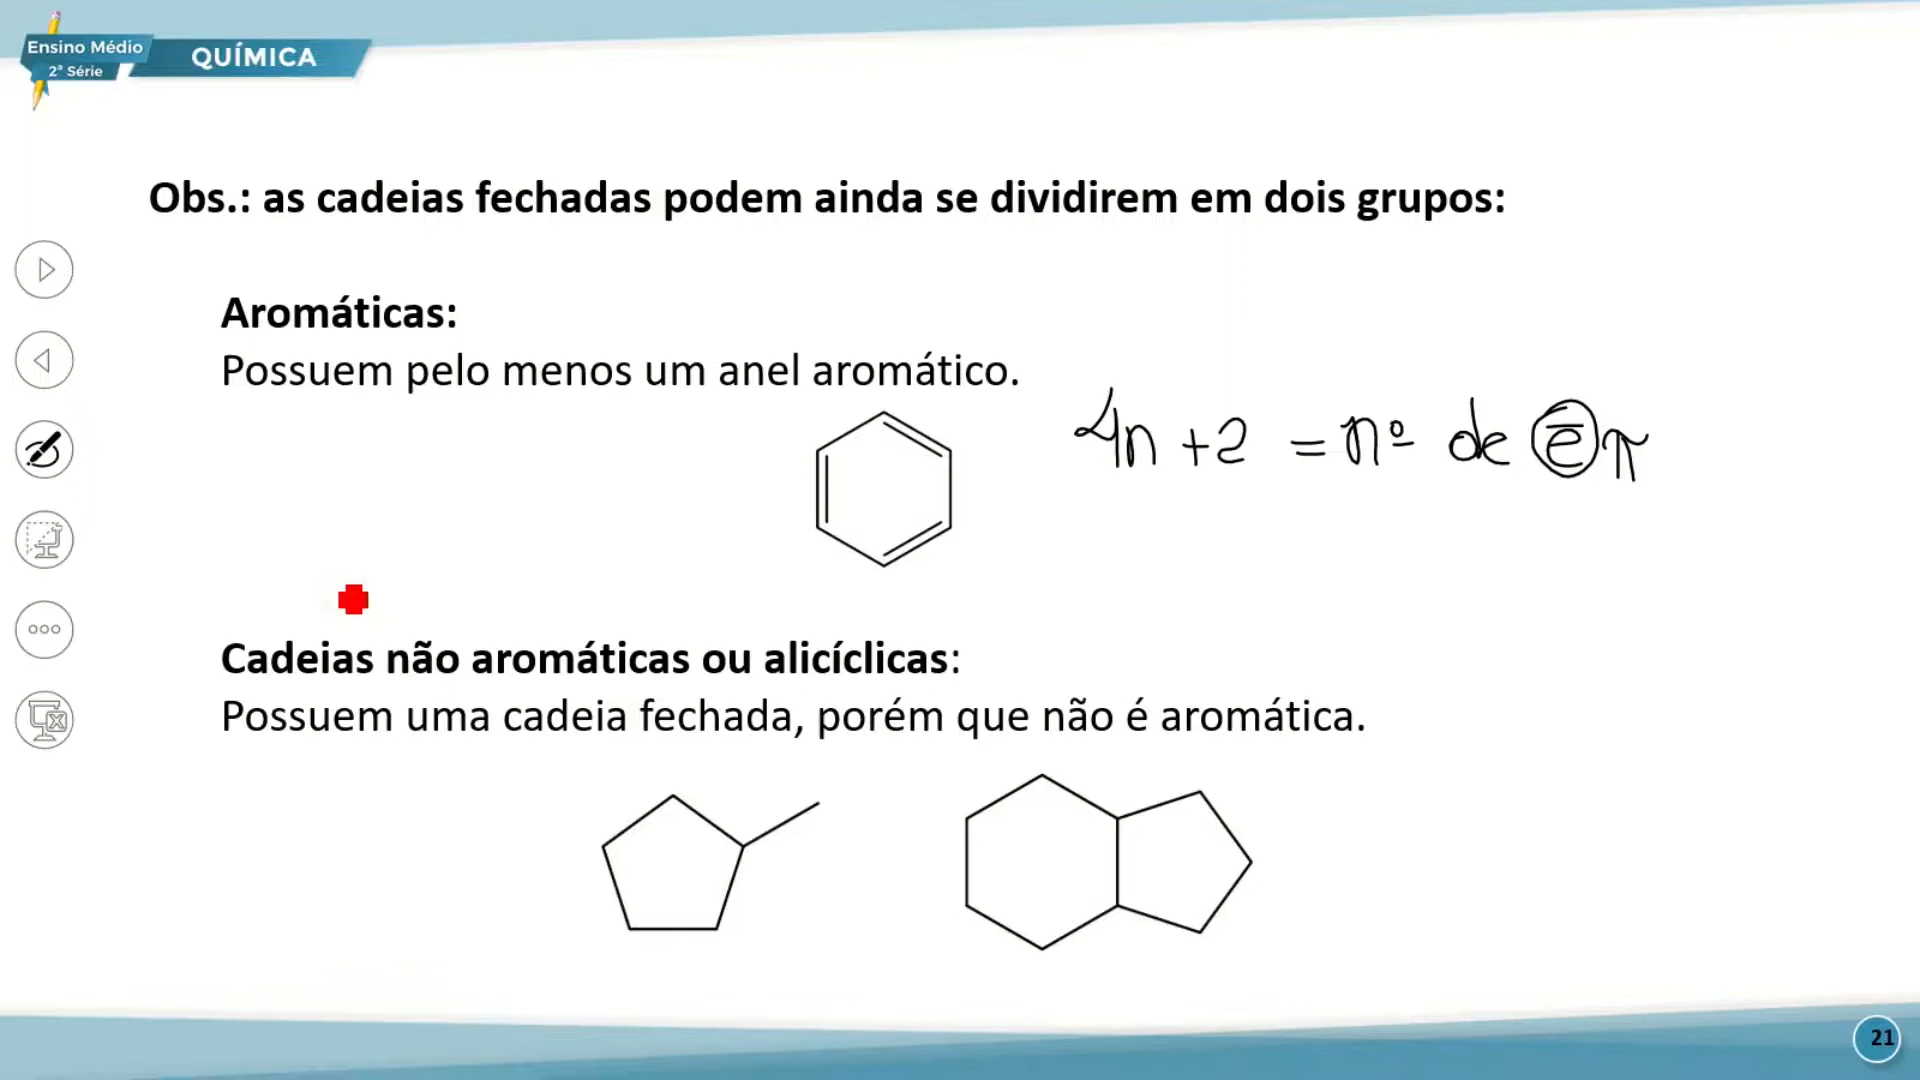 Ensino Médio
2ª Série
QUÍMICA
Obs.: as cadeias fechadas podem ainda se dividirem em dois grupos:
Aromáticas:
Possuem pelo menos um anel aromático.
4n + 2 = nº de e̅ π
Cadeias não aromáticas ou alicíclicas:
Possuem uma cadeia fechada, porém que não é aromática.
21